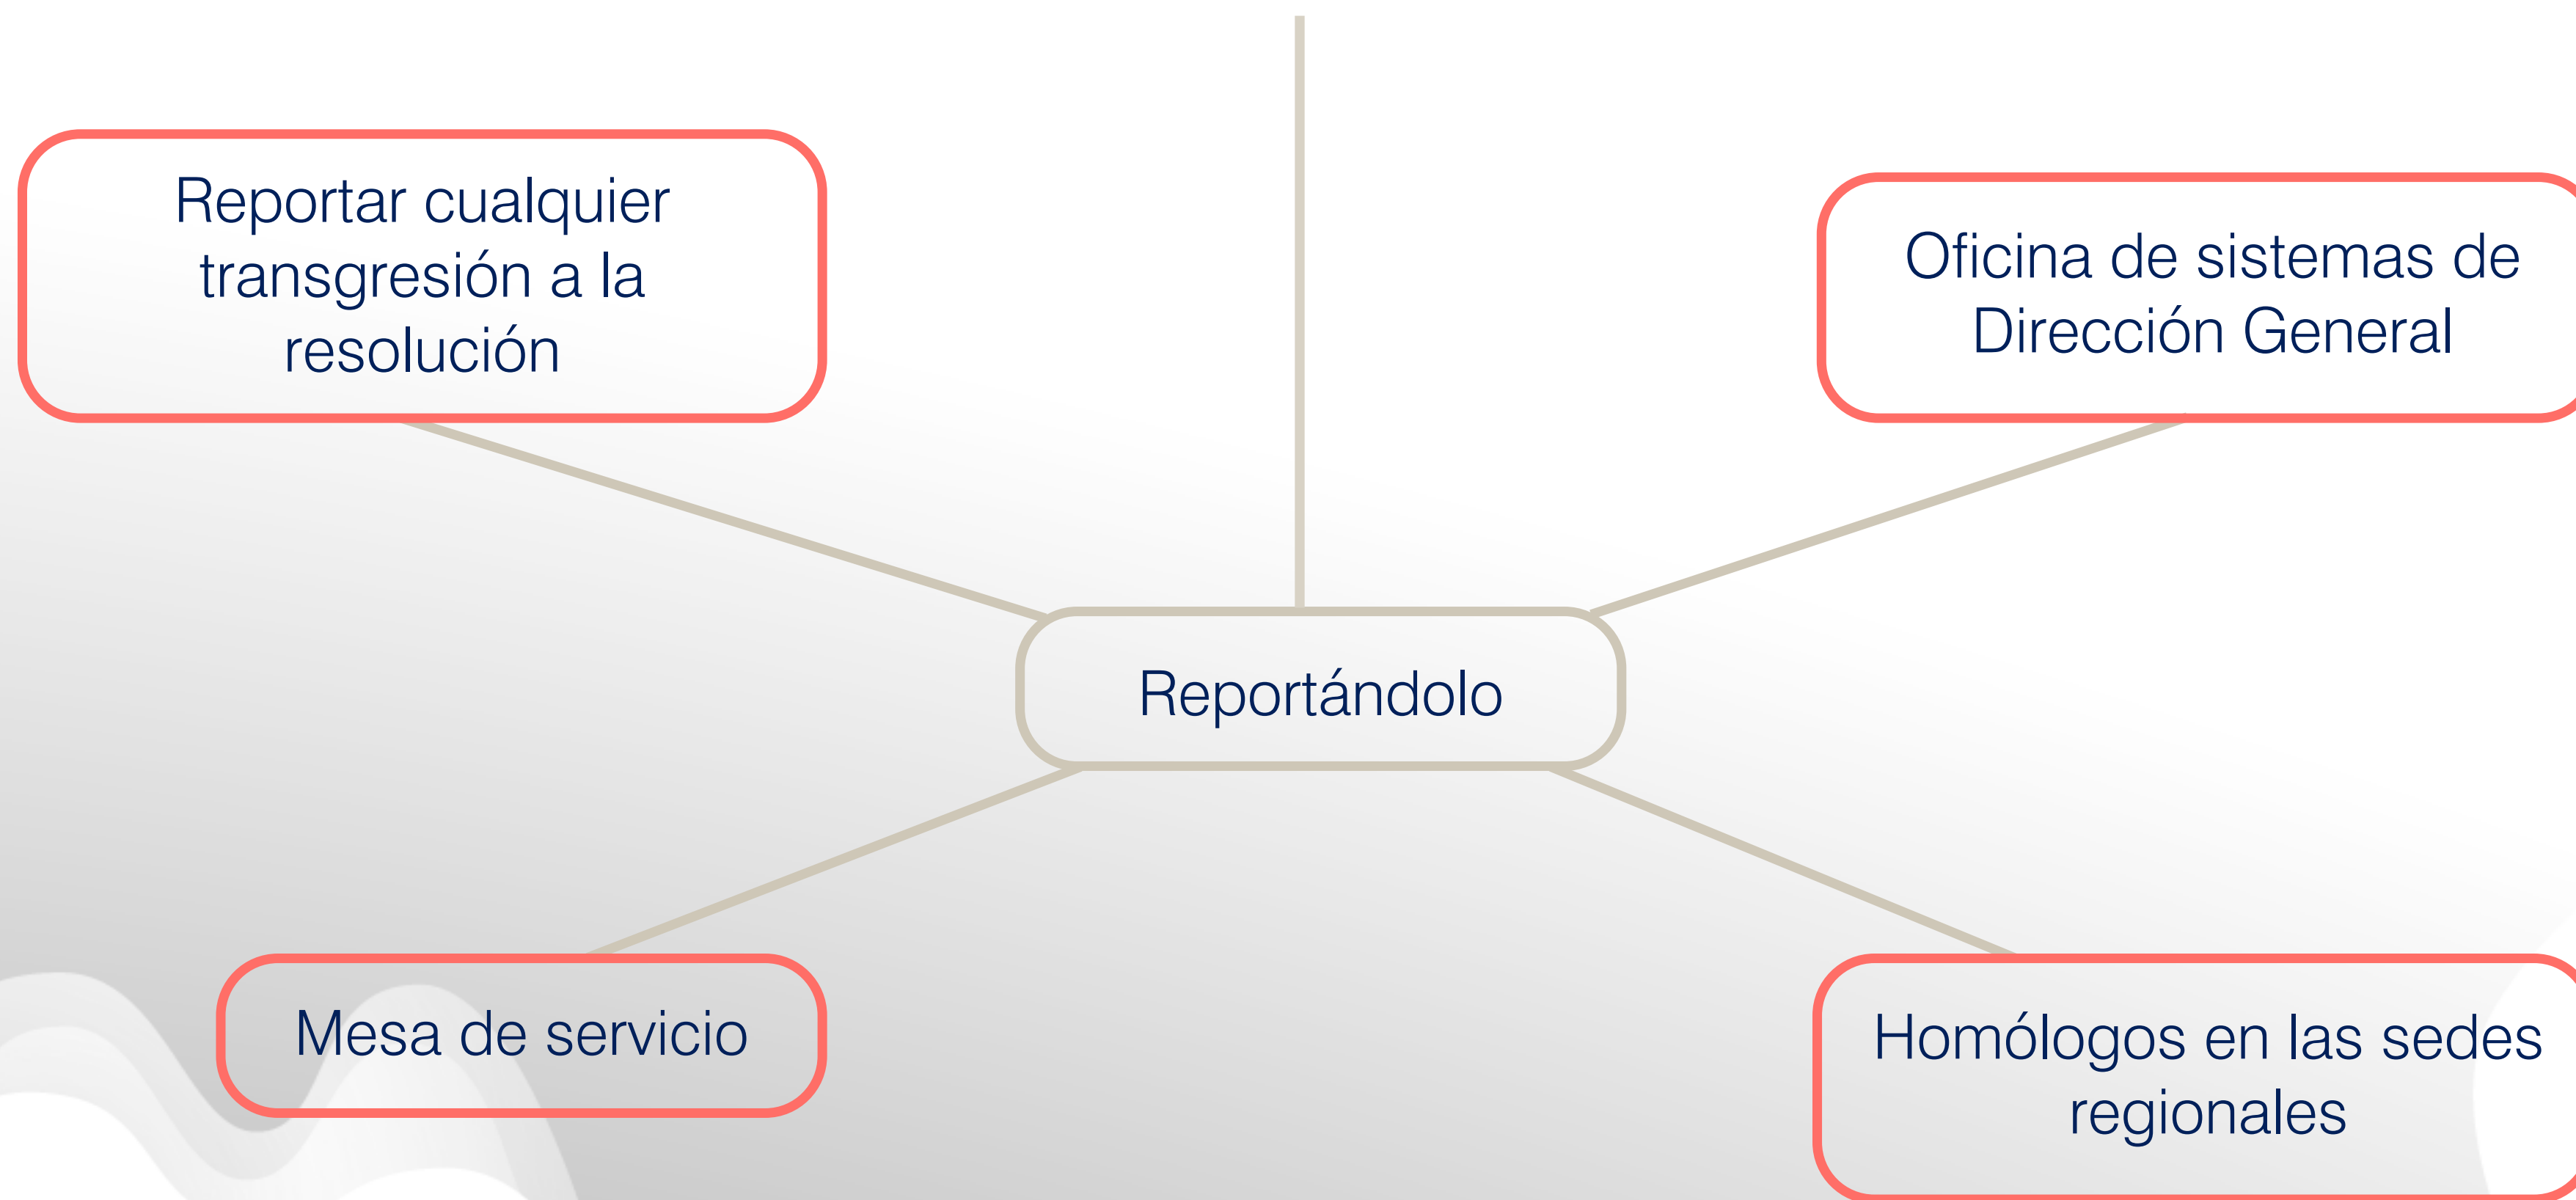 Reportar cualquier
transgresión a la
resolución
Oficina de sistemas de
Dirección General
Reportándolo
Mesa de servicio
Homólogos en las sedes
regionales